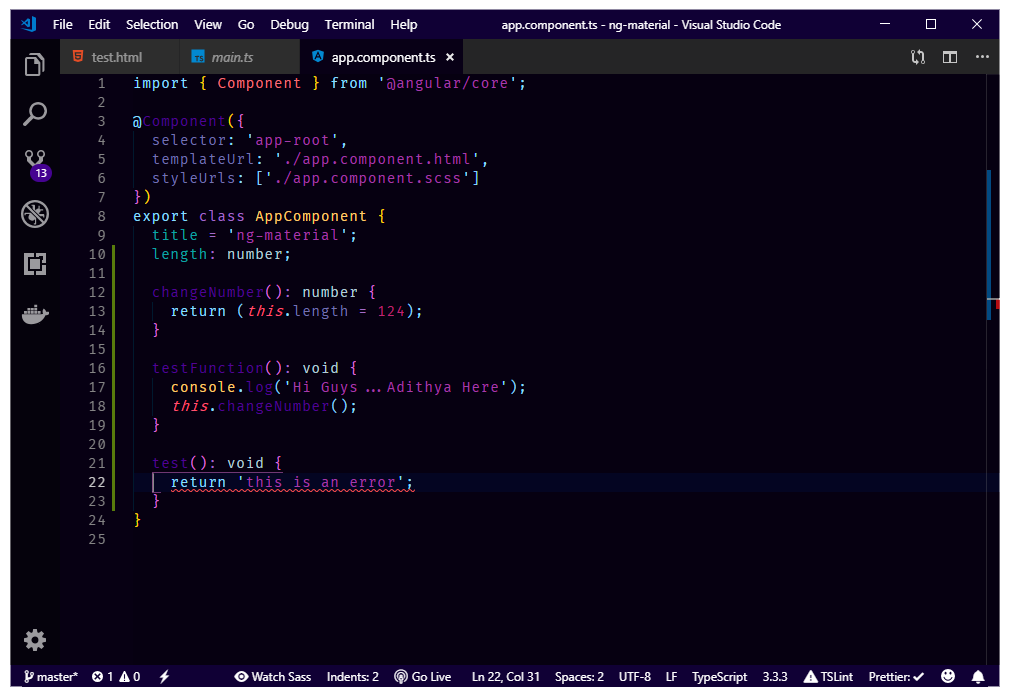 File Edit Selection View Go Debug Terminal Help app.component.ts - ng-material - Visual Studio Code
test.html TS main.ts app.component.ts
1 import { Component } from '@angular/core';
2
3 @Component({
4 selector: 'app-root',
5 templateUrl: './app.component.html',
6 styleUrls: ['./app.component.scss']
7 })
8 export class AppComponent {
9 title = 'ng-material';
10 length: number;
11
12 changeNumber(): number {
13 return (this.length = 124);
14 }
15
16 testFunction(): void {
17 console.log('Hi Guys ...Adithya Here');
18 this.changeNumber();
19 }
20
21 test(): void {
22 return 'this is an error';
23 }
24 }
25
13
master* 1 0 Watch Sass Indents: 2 Go Live Ln 22, Col 31 Spaces: 2 UTF-8 LF TypeScript 3.3.3 TSLint Prettier: